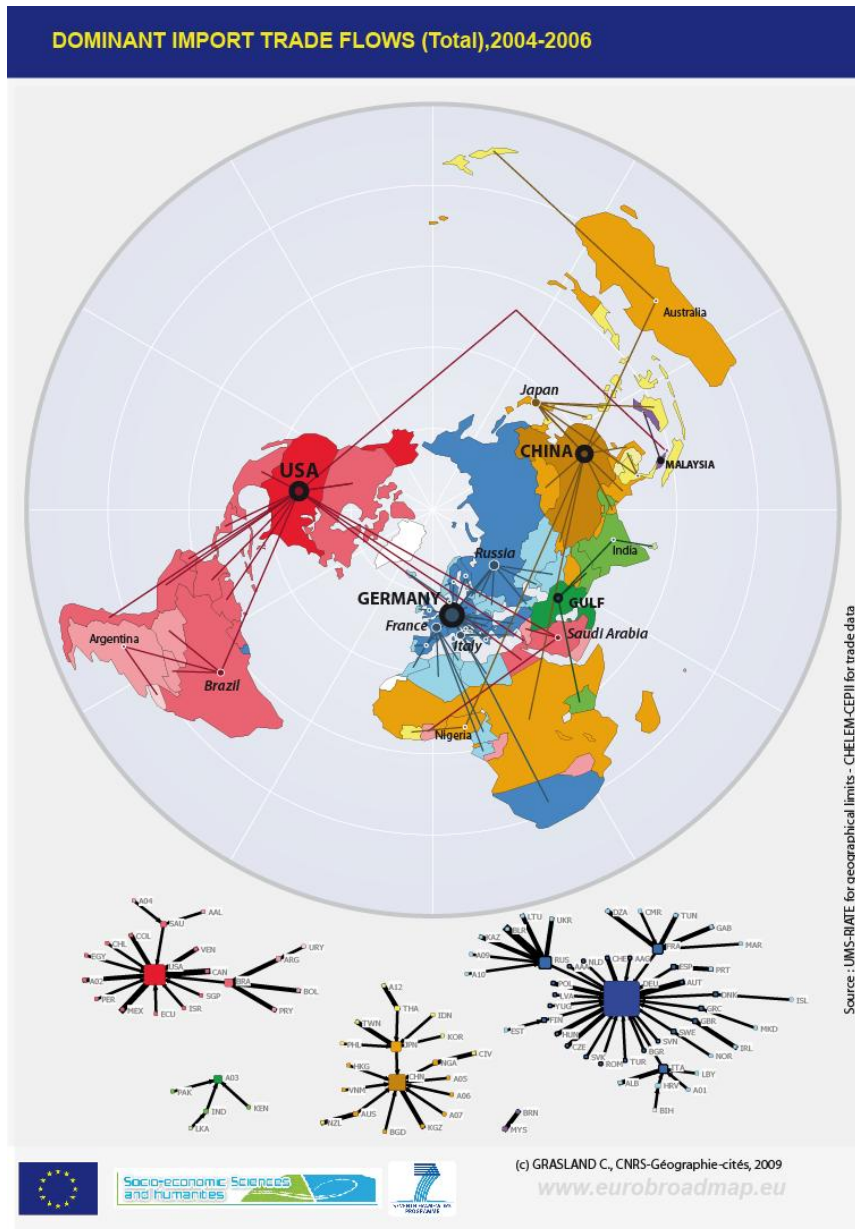 DOMINANT IMPORT TRADE FLOWS (Total),2004-2006
Australia
Japan
CHINA
MALAYSIA
USA
India
Russia
GERMANY
GULF
France
Italy
Saudi Arabia
Argentina
Brazil
Nigeria
Source : UMS-RIATE for geographical limits - CHELEM-CEPII for trade data
A04
AAL
SAU
COL
CHL
VEN
EGY
USA
CAN
URY
ARG
A02
BRA
BOL
PER
SGP
MEX
ISR
ECU
PRY
A03
PAK
IND
KEN
LKA
A12
THA
TWN
IDN
PHL
JPN
KOR
HKG
NGA
CIV
CHN
A05
VNM
A06
AUS
A07
NZL
BGD
KGZ
BRN
MYS
LTU
UKR
BLR
KAZ
A09
RUS
A10
DZA
CMR
TUN
GAB
FRA
MAR
CHE
AAG
NLD
AAA
ESP
PRT
POL
DEU
AUT
LVA
DNK
ISL
YUG
GRC
FIN
GBR
MKD
EST
HUN
SWE
CZE
SVN
NOR
IRL
SVK
BGR
ROM
TUR
ITA
LBY
ALB
HRV
A01
BIH
Socio-economic Sciences
and humanities
SEVENTH FRAMEWORK
PROGRAMME
(c) GRASLAND C., CNRS-Géographie-cités, 2009
www.eurobroadmap.eu